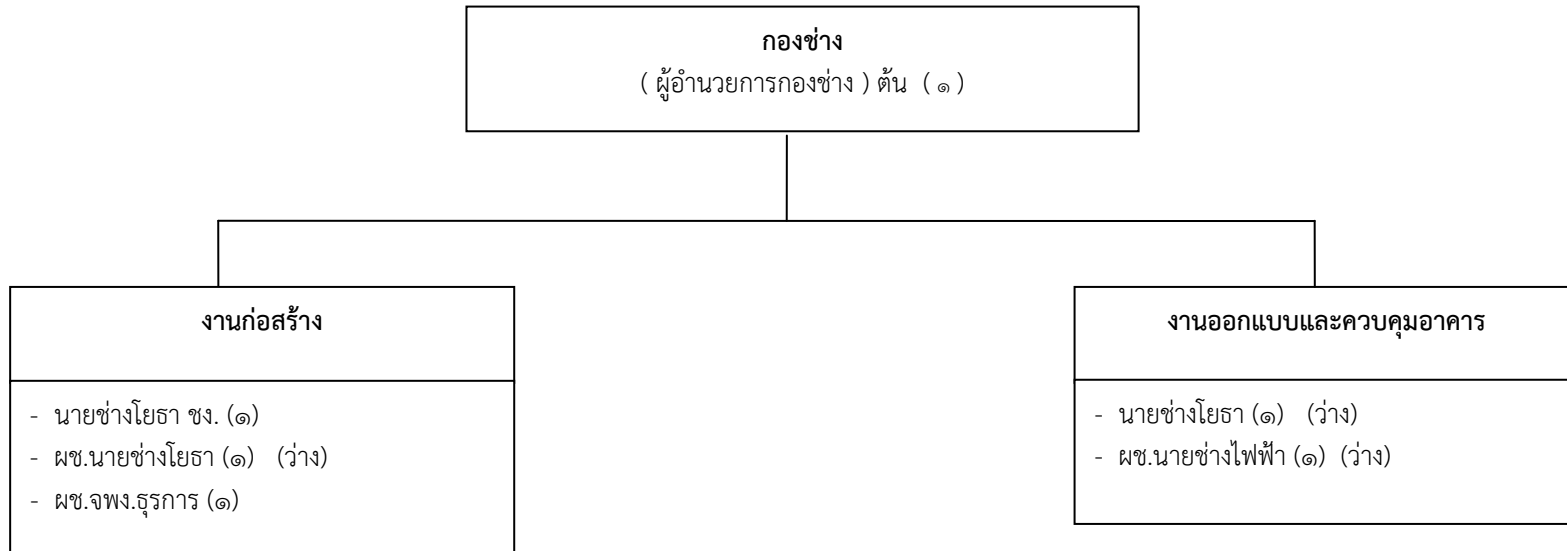 กองช่าง
( ผู้อำนวยการกองช่าง ) ต้น ( ๑ )
งานก่อสร้าง
- นายช่างโยธา ชง. (๑)
- ผช.นายช่างโยธา (๑) (ว่าง)
- ผช.จพง.ธุรการ (๑)
งานออกแบบและควบคุมอาคาร
- นายช่างโยธา (๑) (ว่าง)
- ผช.นายช่างไฟฟ้า (๑) (ว่าง)